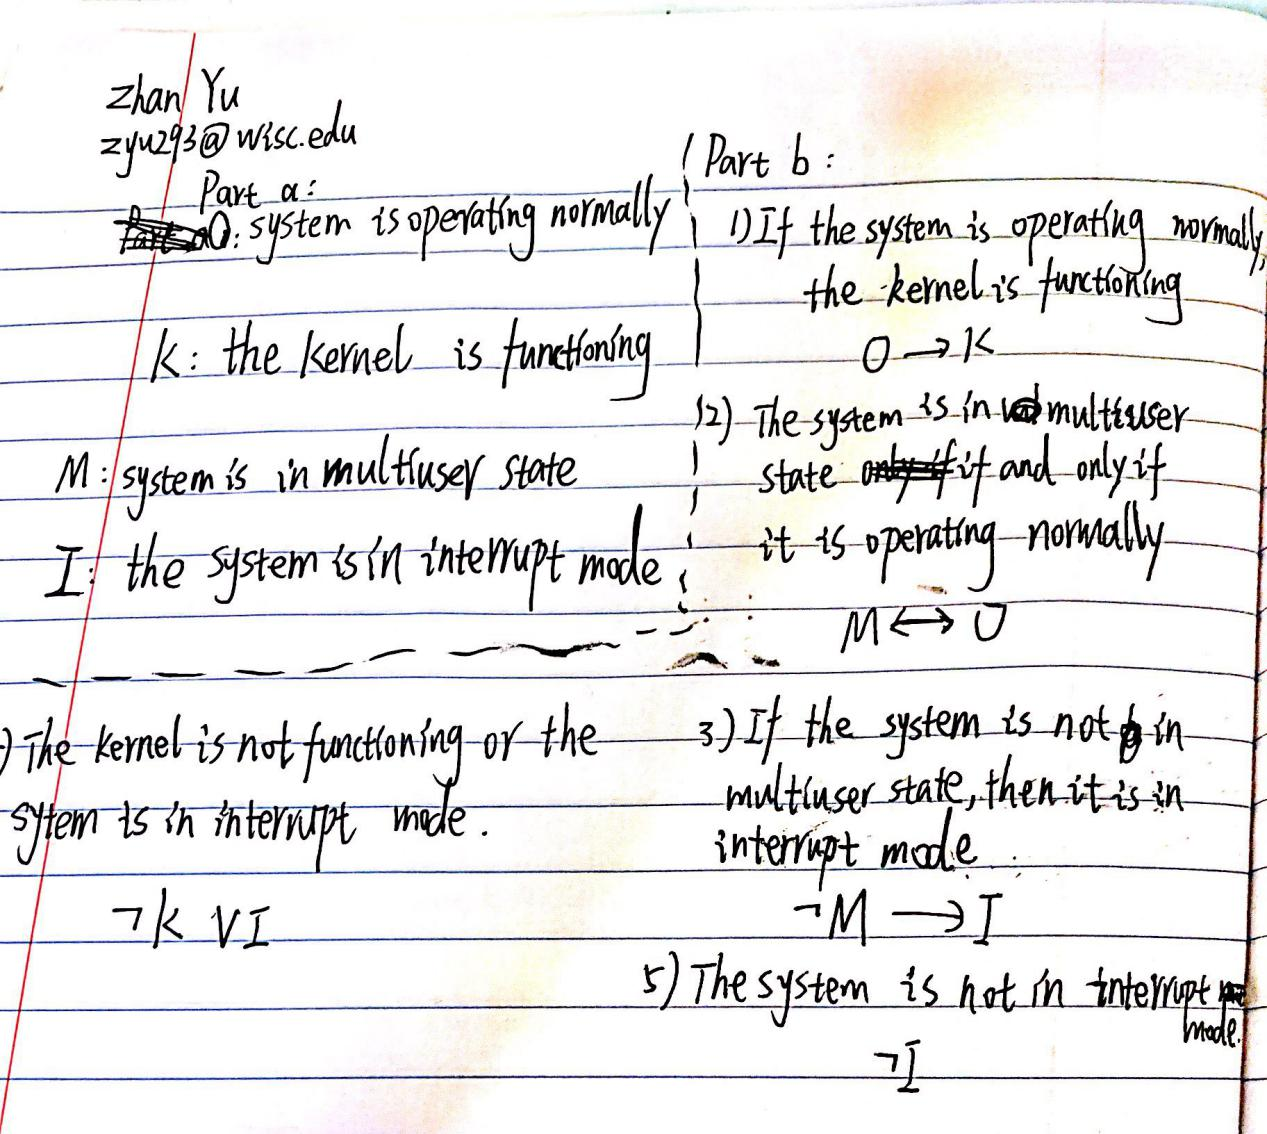 Zhan Yu
zyu293@wisc.edu
Part a:
O: system is operating normally
K: the kernel is functioning
M: system is in multiuser state
I: the system is in interrupt mode
Part b:
1) If the system is operating normally,
the kernel is functioning
O → K
2) The system is in multiuser
state if and only if
it is operating normally
M ↔ O
) The kernel is not functioning or the
sytem is in interrupt mode.
¬K ∨ I
3) If the system is not in
multiuser state, then it is in
interrupt mode
¬M → I
5) The system is not in interrupt
mode.
¬I